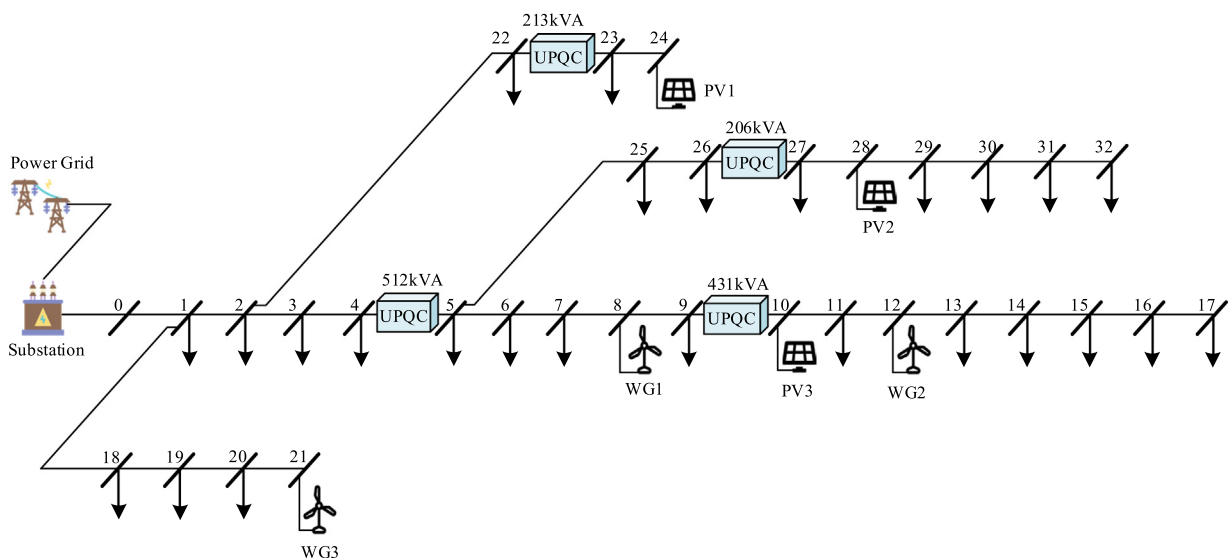 213kVA
22
23
24
UPQC
PV1
206kVA
25
26
27
28
29
30
31
32
UPQC
PV2
Power Grid
512kVA
431kVA
0
1
2
3
4
5
6
7
8
9
10
11
12
13
14
15
16
17
UPQC
UPQC
Substation
WG1
PV3
WG2
18
19
20
21
WG3